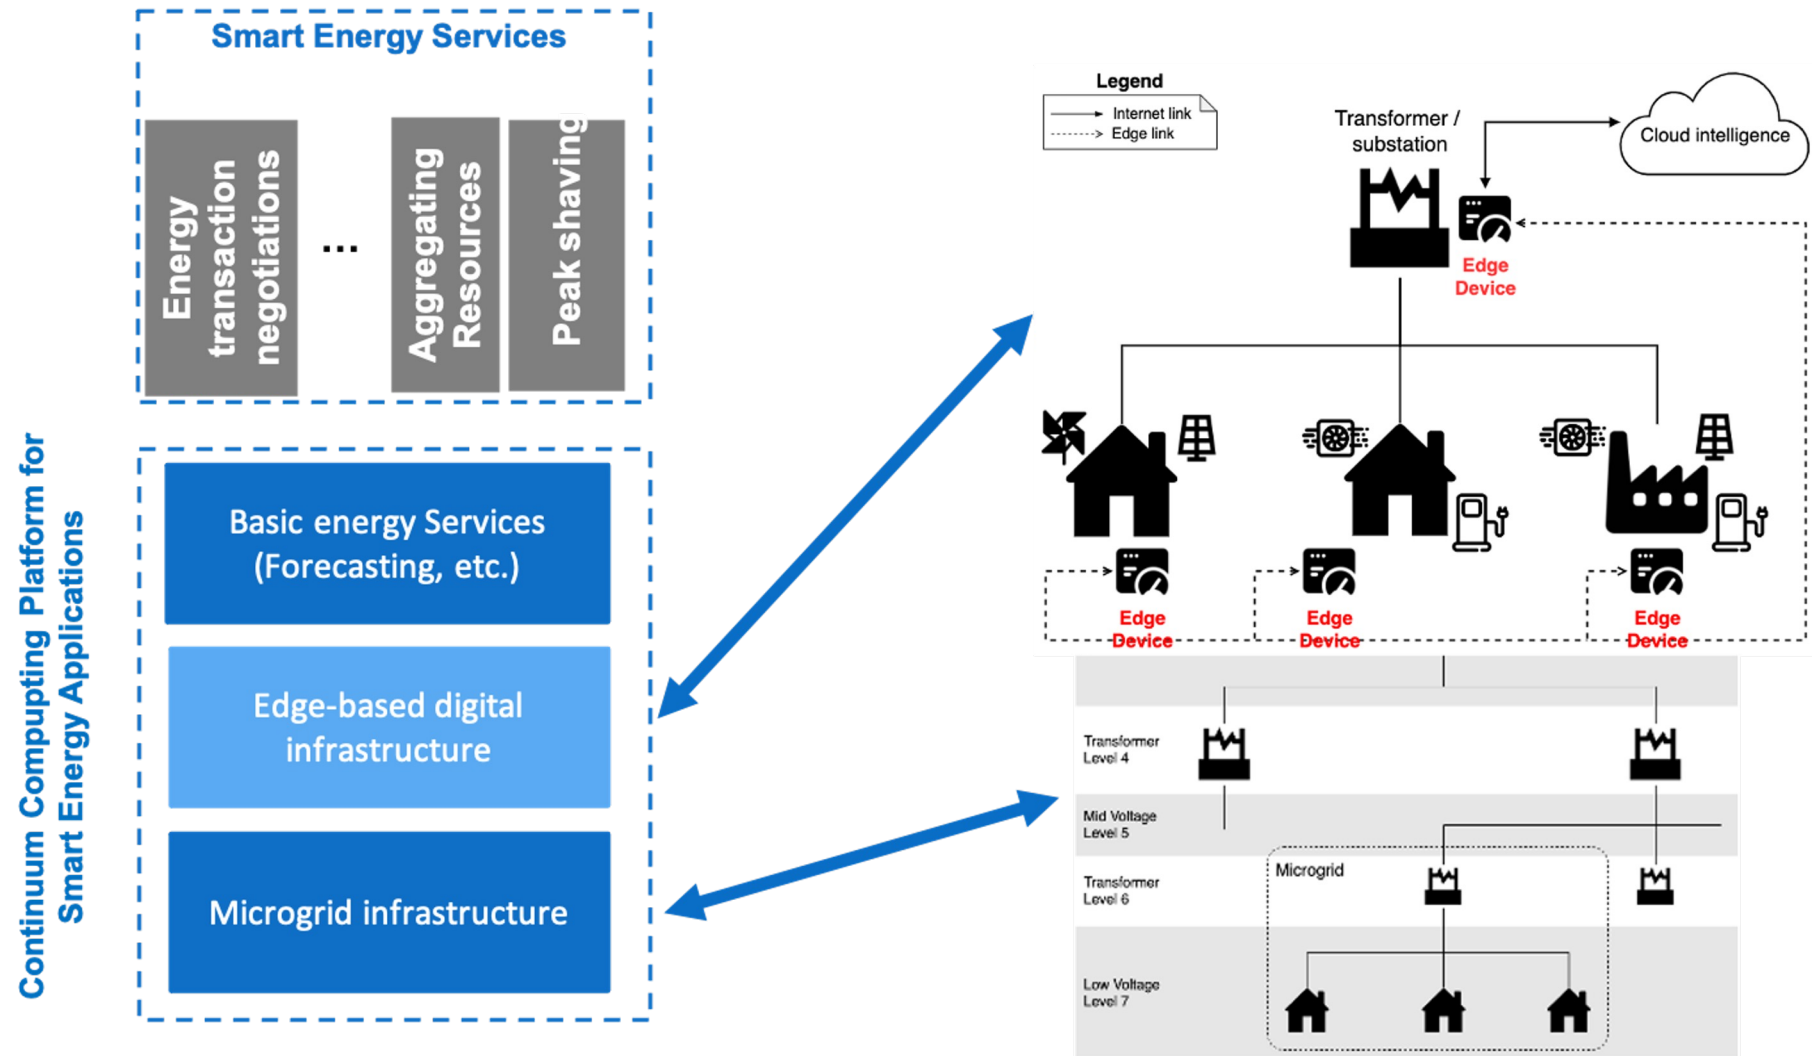 Smart Energy Services
Energy
transaction
negotiations
...
Aggregating
Resources
Peak shaving
Continuum Compupting Platform for
Smart Energy Applications
Basic energy Services
(Forecasting, etc.)
Edge-based digital
infrastructure
Microgrid infrastructure
Legend
Internet link
Edge link
Transformer /
substation
Cloud intelligence
Edge
Device
Edge
Device
Edge
Device
Edge
Device
Transformer
Level 4
Mid Voltage
Level 5
Transformer
Level 6
Microgrid
Low Voltage
Level 7